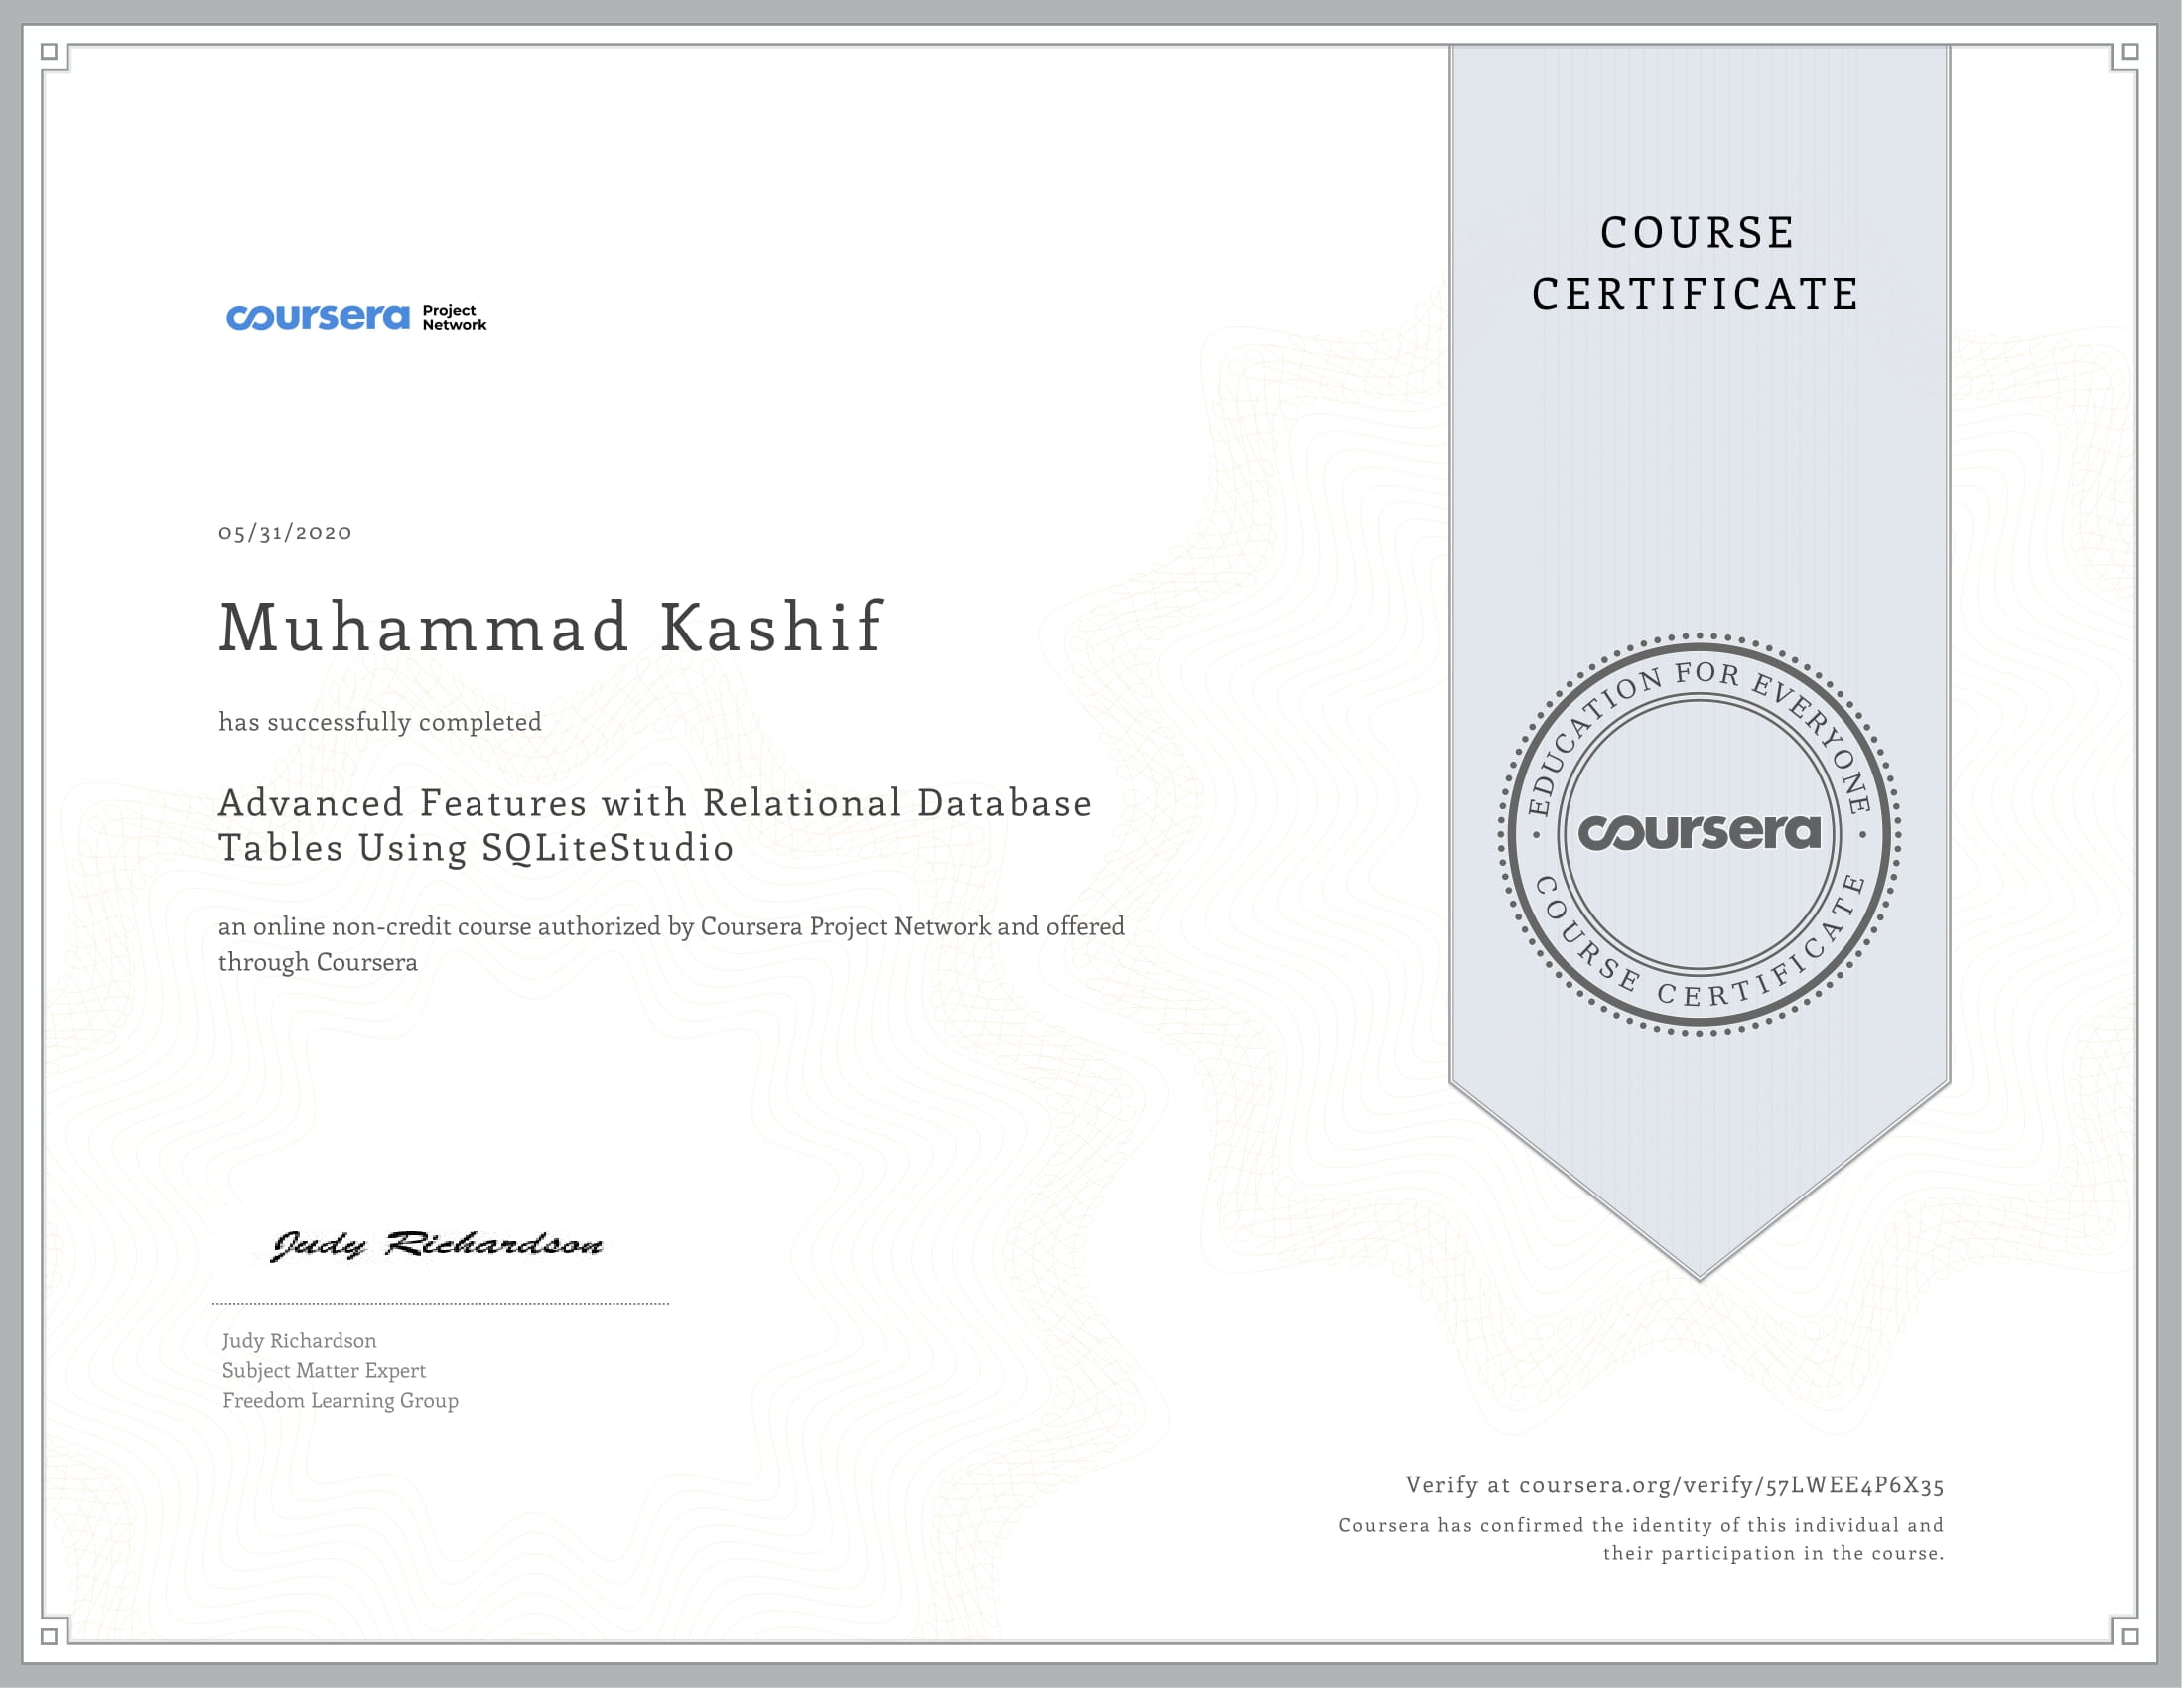 COURSE
CERTIFICATE
coursera Project
Network
05/31/2020
Muhammad Kashif
has successfully completed
Advanced Features with Relational Database
Tables Using SQLiteStudio
an online non-credit course authorized by Coursera Project Network and offered
through Coursera
EDUCATION FOR EVERYONE
coursera
COURSE CERTIFICATE
Judy Richardson
Judy Richardson
Subject Matter Expert
Freedom Learning Group
Verify at coursera.org/verify/57LWEE4P6X35
Coursera has confirmed the identity of this individual and
their participation in the course.